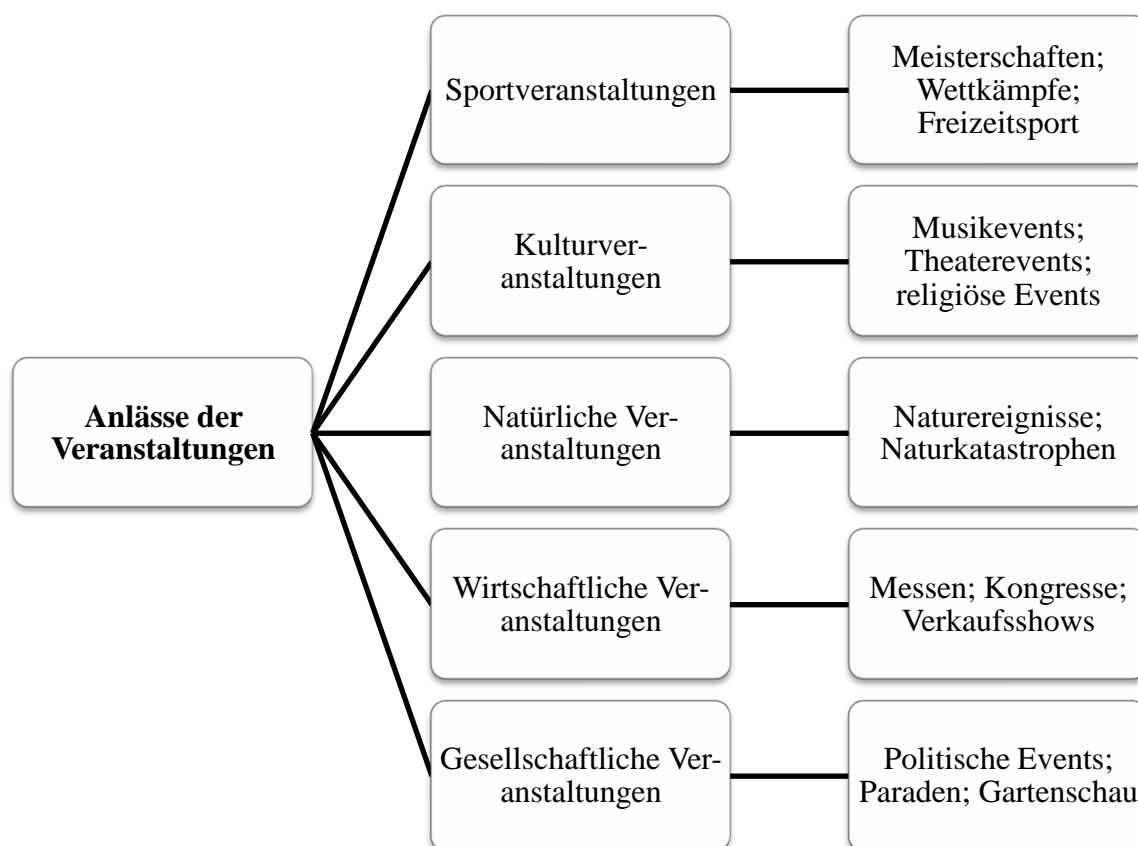 Sportveranstaltungen
Meisterschaften;
Wettkämpfe;
Freizeitsport
Kulturver-
anstaltungen
Musikevents;
Theaterevents;
religiöse Events
Anlässe der
Veranstaltungen
Natürliche Ver-
anstaltungen
Naturereignisse;
Naturkatastrophen
Wirtschaftliche Ver-
anstaltungen
Messen; Kongresse;
Verkaufsshows
Gesellschaftliche Ver-
anstaltungen
Politische Events;
Paraden; Gartenschau